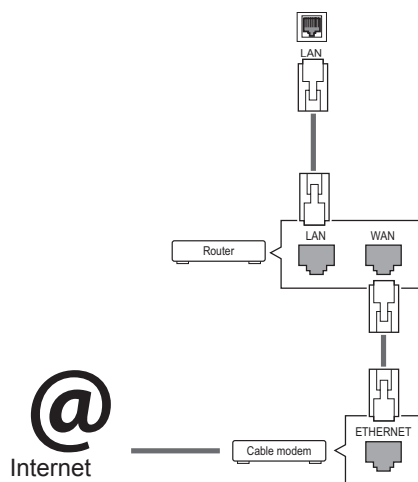 LAN
LAN WAN
Router
ETHERNET
@
Internet
Cable modem